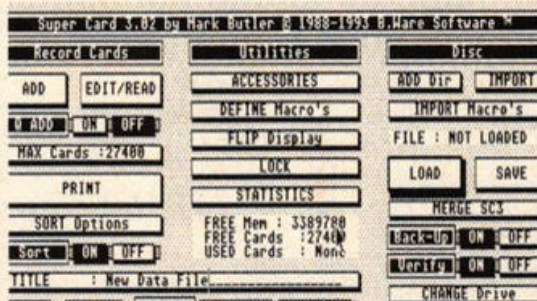 Super Card 3.02 by Mark Butler © 1988-1993 B.Ware Software ™
Record Cards
ADD
EDIT/READ
Q ADD ON OFF
MAX Cards :27400
PRINT
SORT Options
Sort ON OFF
TITLE : New Data File
Utilities
ACCESSORIES
DEFINE Macro's
FLIP Display
LOCK
STATISTICS
FREE Mem : 3389780
FREE Cards :27400
USED Cards : None
Disc
ADD Dir
IMPORT
IMPORT Macro's
FILE : NOT LOADED
LOAD
SAVE
MERGE SC3
Back-Up ON OFF
Verify ON OFF
CHANGE Drive